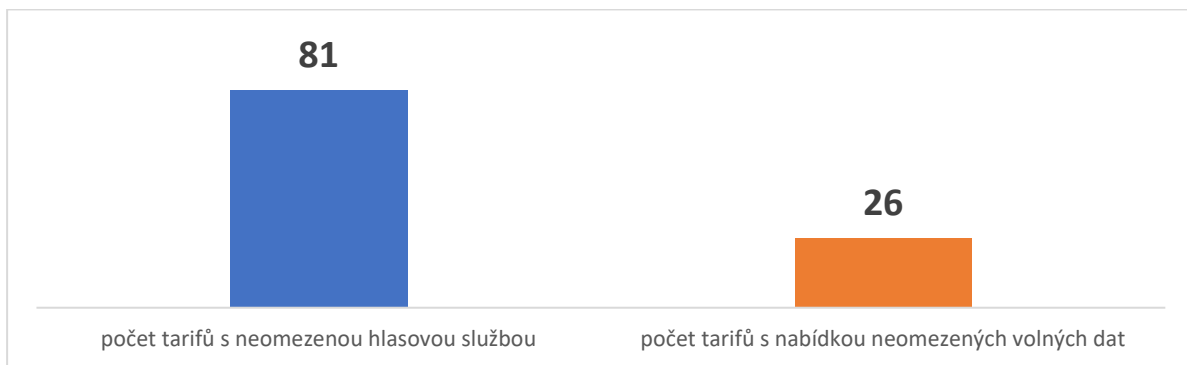 81
26
počet tarifů s neomezenou hlasovou službou
počet tarifů s nabídkou neomezených volných dat